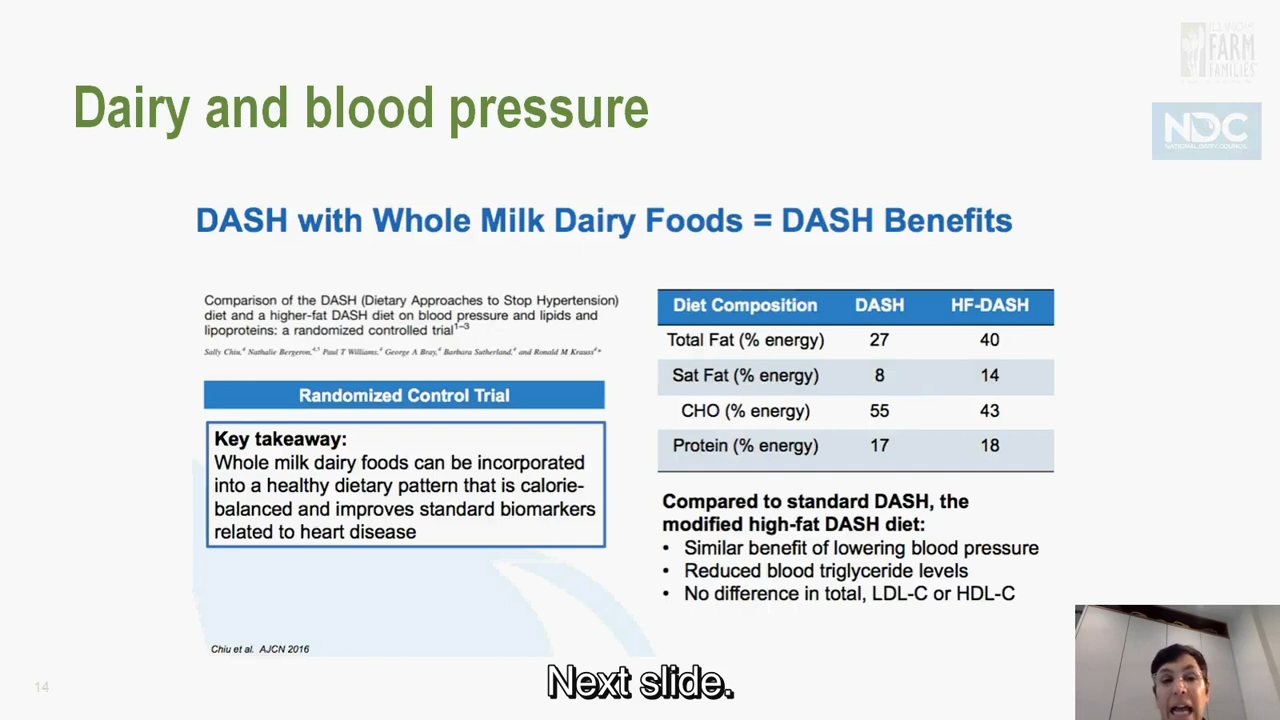 ILLINOIS
FARM
FAMILIES
NDC
NATIONAL DAIRY COUNCIL
Dairy and blood pressure
DASH with Whole Milk Dairy Foods = DASH Benefits
Comparison of the DASH (Dietary Approaches to Stop Hypertension)
diet and a higher-fat DASH diet on blood pressure and lipids and
lipoproteins: a randomized controlled trial1–3
Sally Chiu,4 Nathalie Bergeron,4,5 Paul T Williams,4 George A Bray,6 Barbara Sutherland,4 and Ronald M Krauss4*
Randomized Control Trial
Key takeaway:
Whole milk dairy foods can be incorporated
into a healthy dietary pattern that is calorie-
balanced and improves standard biomarkers
related to heart disease
Chiu et al. AJCN 2016
Diet Composition DASH HF-DASH
Total Fat (% energy) 27 40
Sat Fat (% energy) 8 14
CHO (% energy) 55 43
Protein (% energy) 17 18
Compared to standard DASH, the
modified high-fat DASH diet:
• Similar benefit of lowering blood pressure
• Reduced blood triglyceride levels
• No difference in total, LDL-C or HDL-C
14
Next slide.